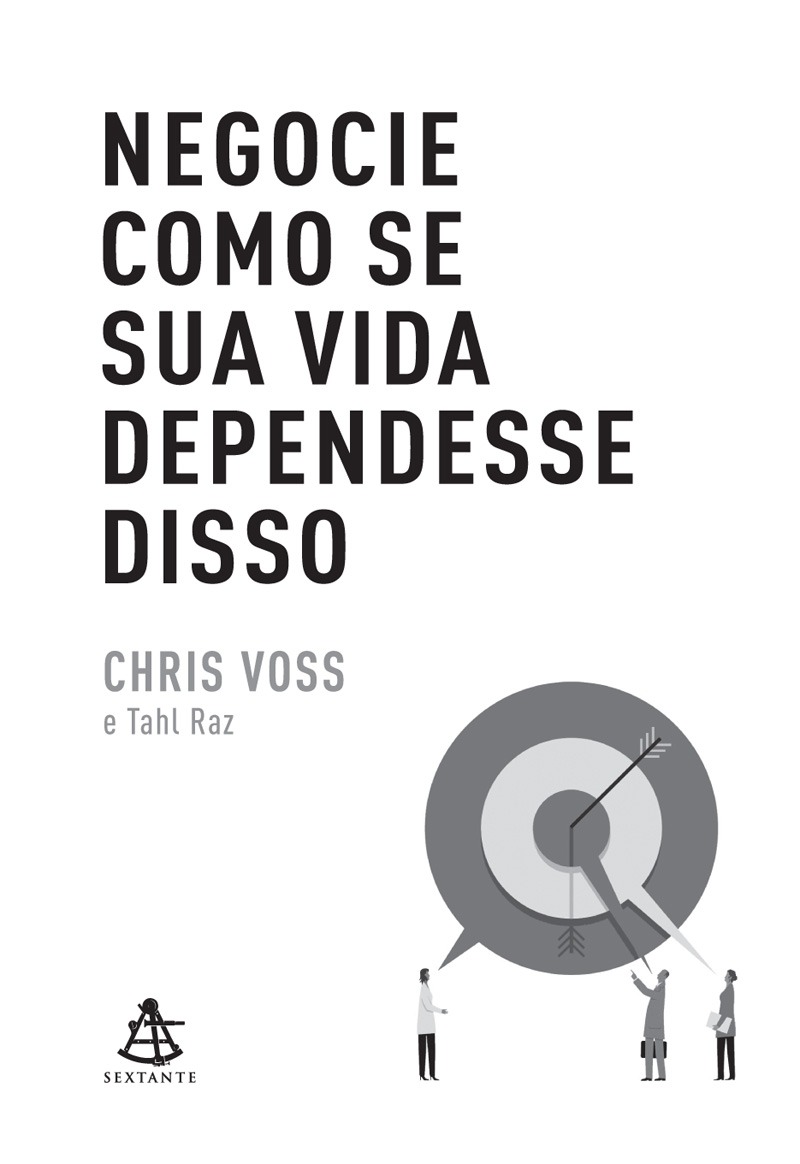 NEGOCIE
COMO SE
SUA VIDA
DEPENDESSE
DISSO
CHRIS VOSS
e Tahl Raz
SEXTANTE